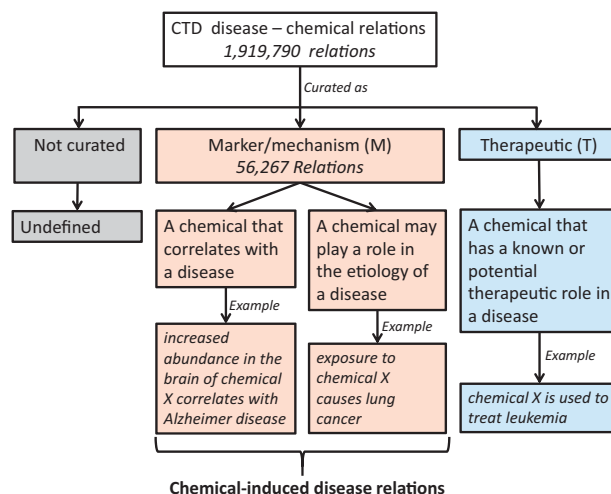 CTD disease – chemical relations
1,919,790 relations
Curated as
Not curated
Undefined
Marker/mechanism (M)
56,267 Relations
A chemical that
correlates with
a disease
Example
increased
abundance in the
brain of chemical
X correlates with
Alzheimer disease
A chemical may
play a role in
the etiology of
a disease
Example
exposure to
chemical X
causes lung
cancer
Therapeutic (T)
A chemical that
has a known or
potential
therapeutic role in
a disease
Example
chemical X is used to
treat leukemia
Chemical-induced disease relations